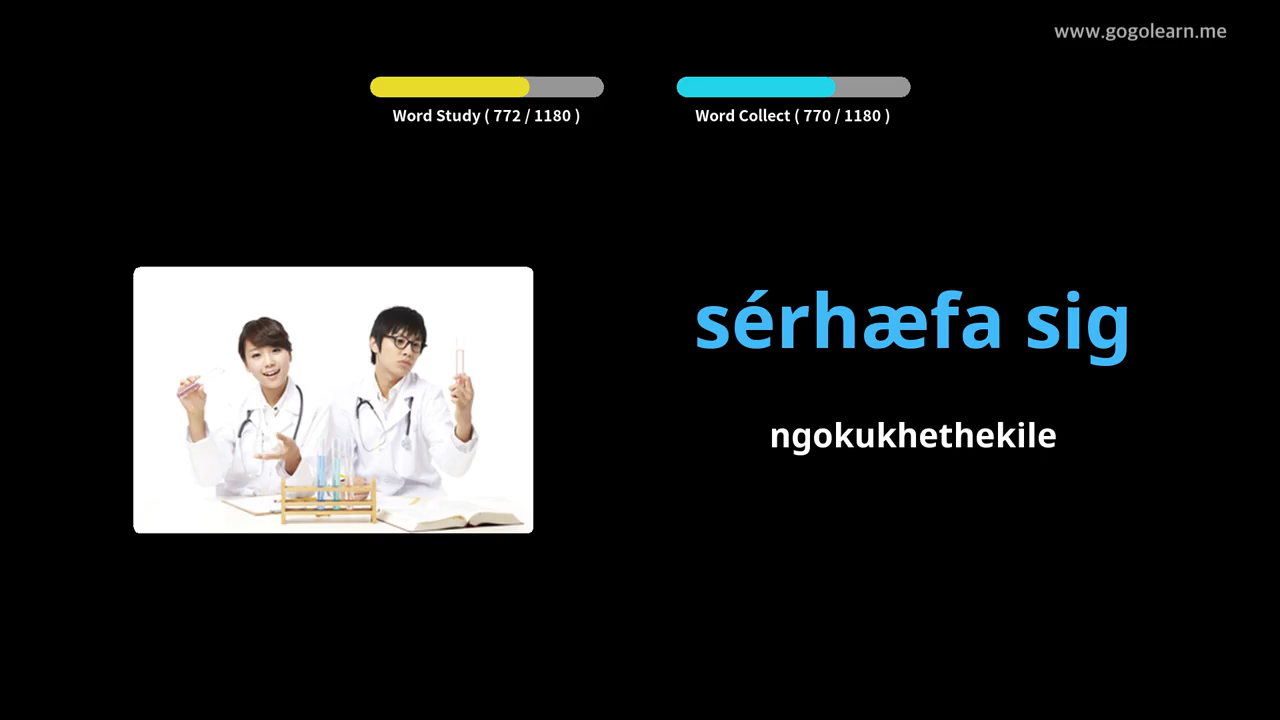 www.gogolearn.me
Word Study ( 772 / 1180 )
Word Collect ( 770 / 1180 )
sérhæfa sig
ngokukhethekile